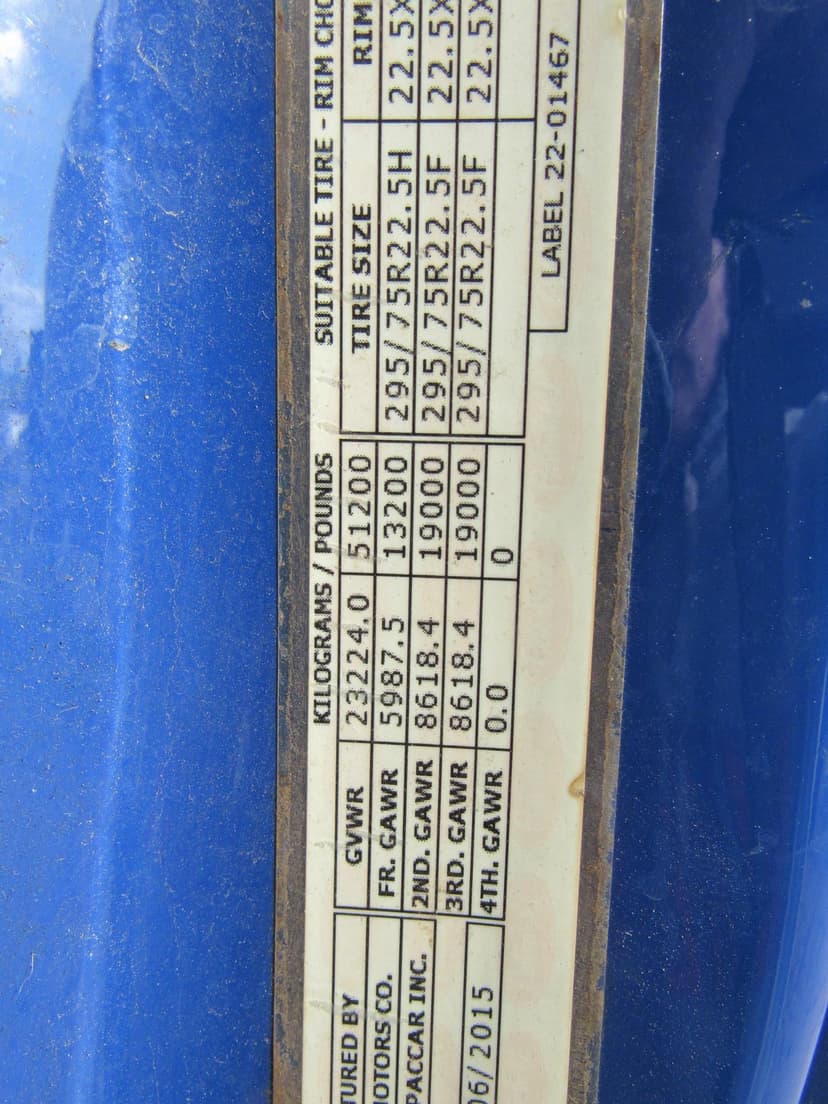 KILOGRAMS / POUNDS SUITABLE TIRE - RIM CHO
TURED BY GVWR 23224.0 51200 TIRE SIZE RIM
OTORS CO. FR. GAWR 5987.5 13200 295/75R22.5H 22.5X
PACCAR INC. 2ND. GAWR 8618.4 19000 295/75R22.5F 22.5X
3RD. GAWR 8618.4 19000 295/75R22.5F 22.5X
06/2015 4TH. GAWR 0.0 0
LABEL 22-01467